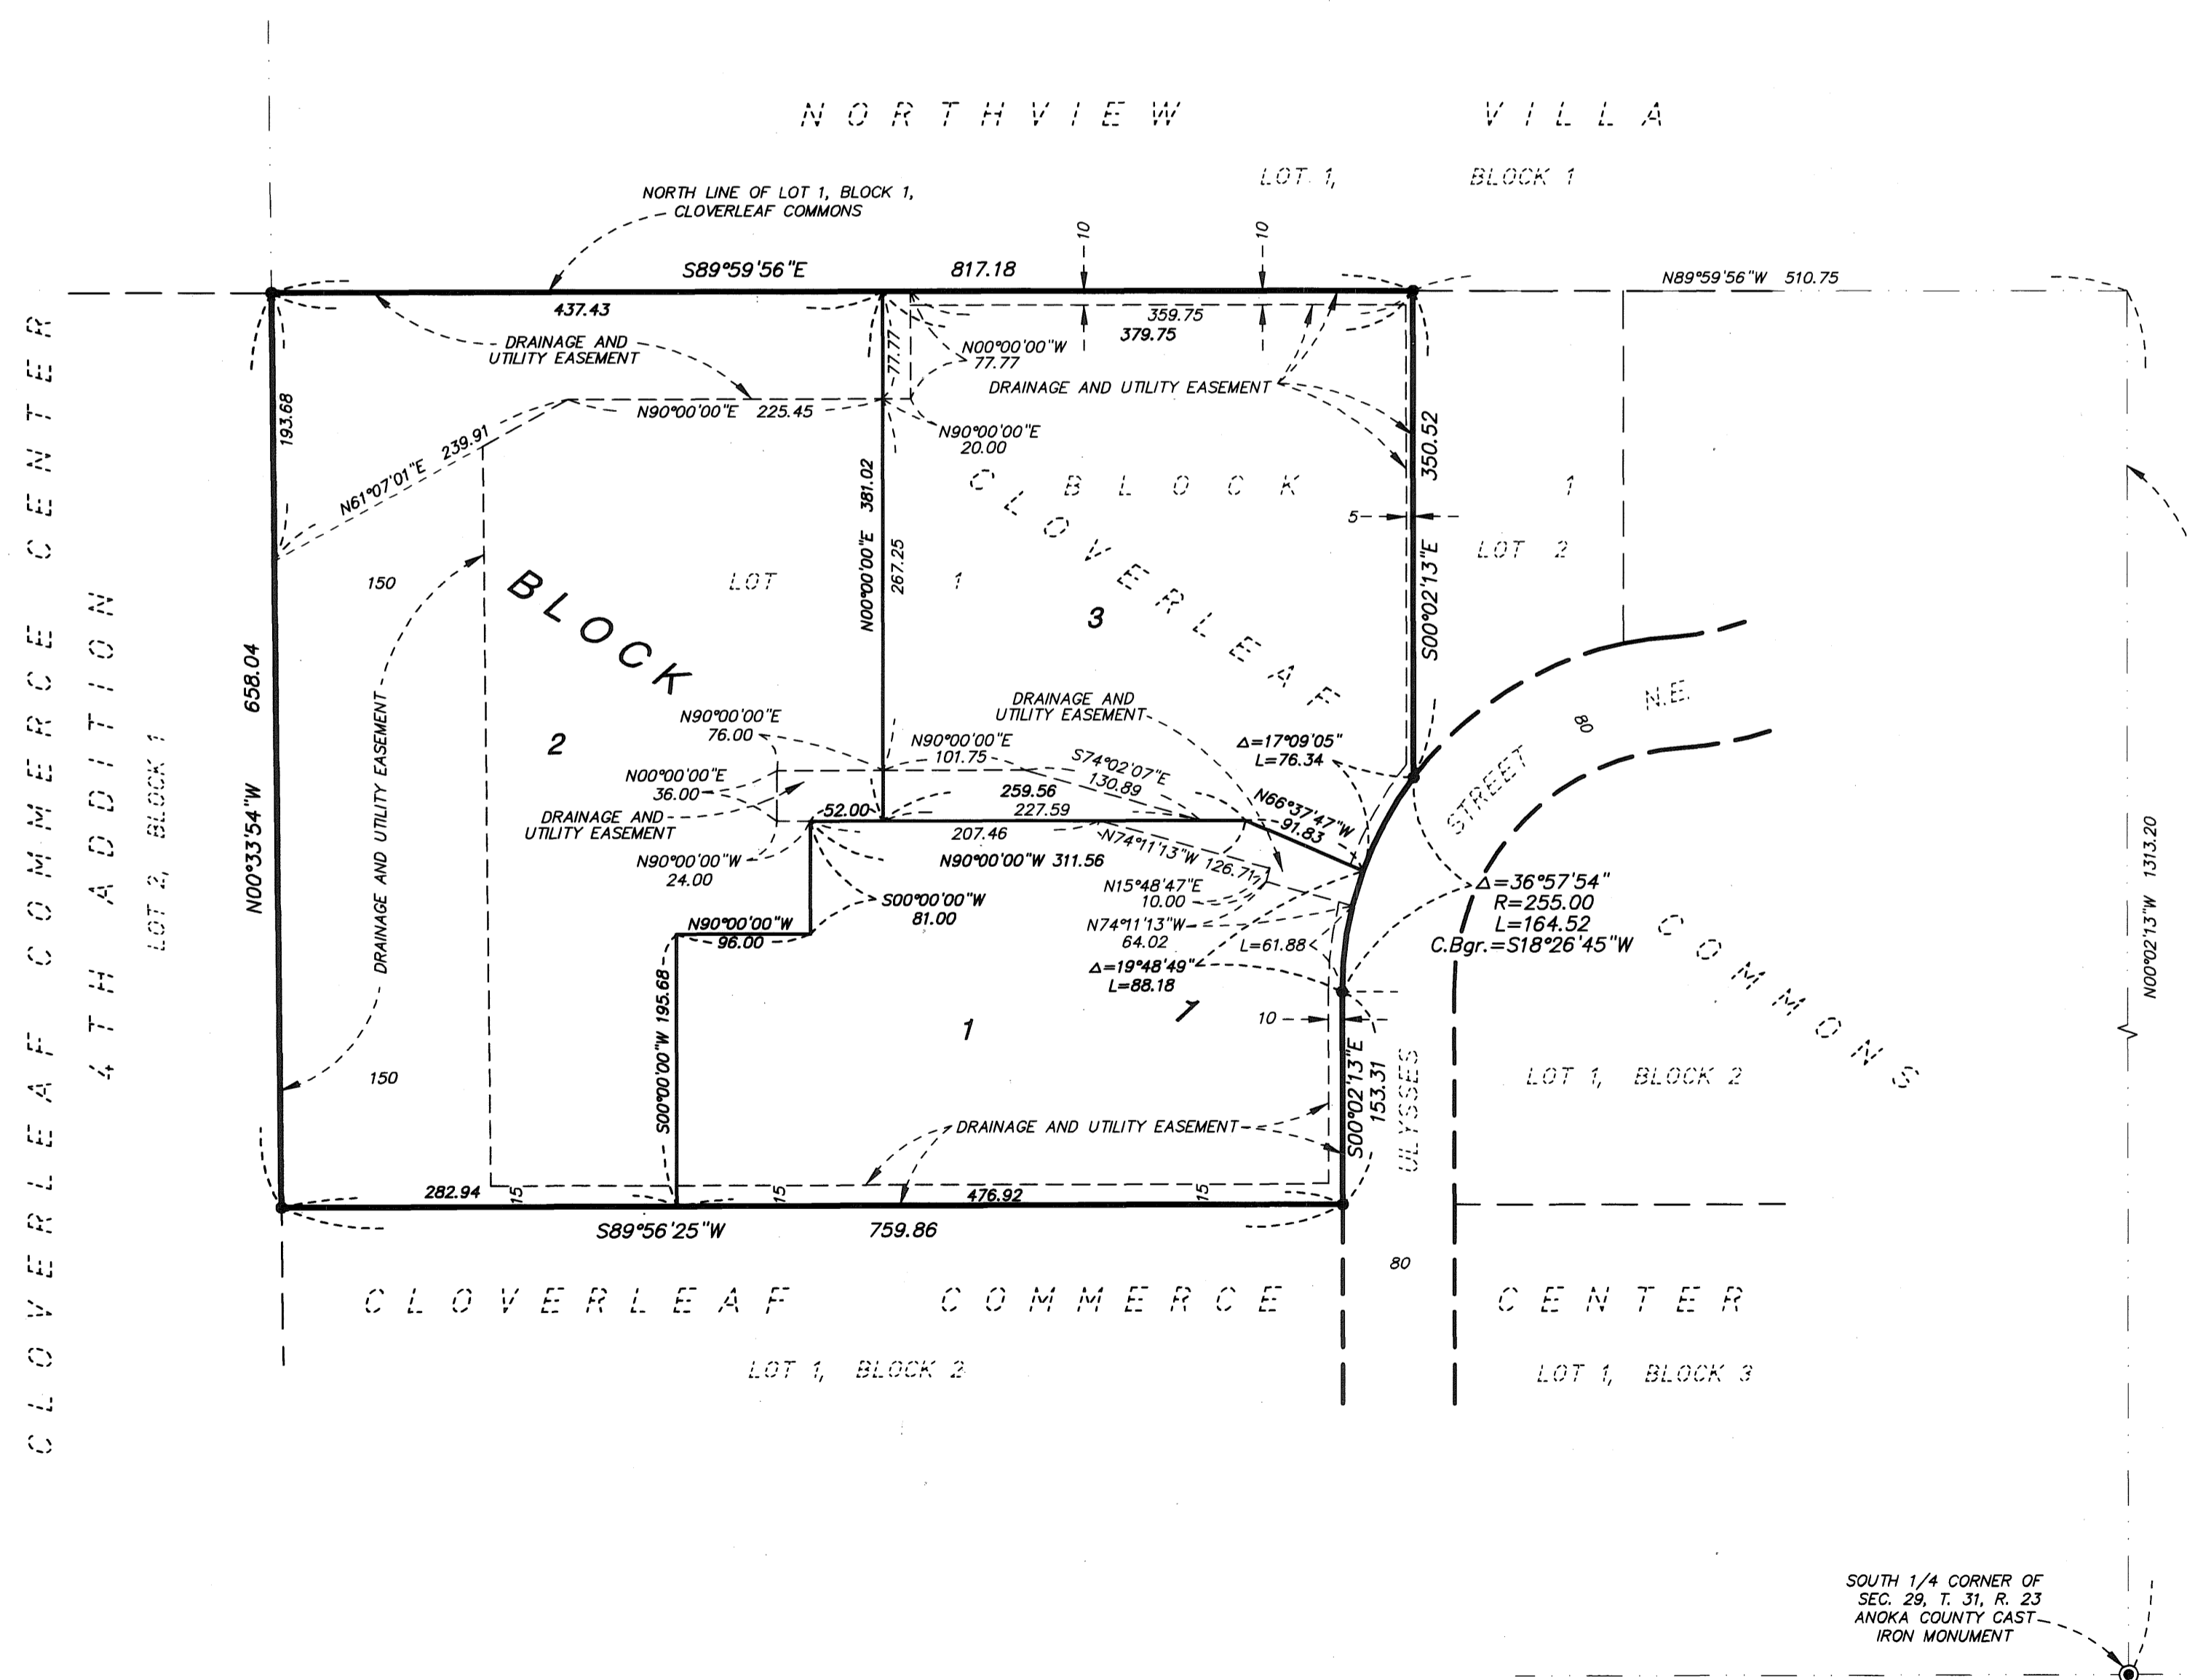 NORTHVIEW VILLA
LOT 1, BLOCK 1
NORTH LINE OF LOT 1, BLOCK 1,
CLOVERLEAF COMMONS
10
10
S89°59'56"E 817.18
N89°59'56"W 510.75
437.43
359.75
379.75
DRAINAGE AND
UTILITY EASEMENT
77.77
N00°00'00"W
77.77
DRAINAGE AND UTILITY EASEMENT
193.68
N90°00'00"E 225.45
N90°00'00"E
20.00
N61°07'01"E 239.91
350.52
S00°02'13"E
5
N00°00'00"E 381.02
267.25
BLOCK 1
LOT 2
CLOVERLEAF COMMONS
150
LOT 1
BLOCK 1
3
CLOVERLEAF COMMERCE CENTER
4TH ADDITION
LOT 2, BLOCK 1
N00°33'54"W 658.04
DRAINAGE AND UTILITY EASEMENT
2
N90°00'00"E
76.00
N00°00'00"E
36.00
DRAINAGE AND
UTILITY EASEMENT
N90°00'00"W
24.00
DRAINAGE AND
UTILITY EASEMENT
N90°00'00"E
101.75
S74°02'07"E
130.89
Δ=17°09'05"
L=76.34
259.56
227.59
52.00
207.46
N66°37'47"W
91.83
N74°11'13"W 126.71
N90°00'00"W 311.56
N15°48'47"E
10.00
S00°00'00"W
81.00
N74°11'13"W
64.02
L=61.88
Δ=19°48'49"
L=88.18
N90°00'00"W
96.00
Δ=36°57'54"
R=255.00
L=164.52
C.Bgr.=S18°26'45"W
ULYSSES STREET N.E.
80
N00°02'13"W 1313.20
S00°00'00"W 195.68
1
10
S00°02'13"E
153.31
150
LOT 1, BLOCK 2
DRAINAGE AND UTILITY EASEMENT
282.94
15
15
476.92
15
S89°56'25"W 759.86
80
CLOVERLEAF COMMERCE CENTER
LOT 1, BLOCK 2
LOT 1, BLOCK 3
SOUTH 1/4 CORNER OF
SEC. 29, T. 31, R. 23
ANOKA COUNTY CAST
IRON MONUMENT